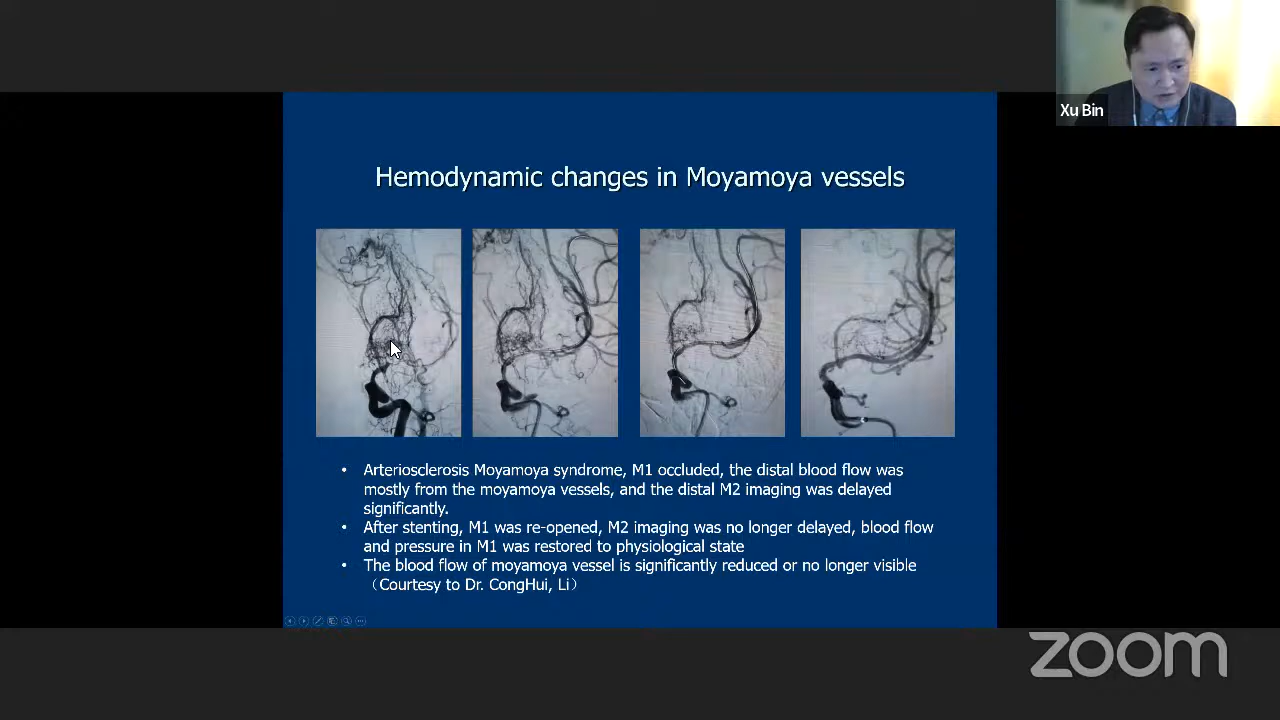 Xu Bin
Hemodynamic changes in Moyamoya vessels
• Arteriosclerosis Moyamoya syndrome, M1 occluded, the distal blood flow was
mostly from the moyamoya vessels, and the distal M2 imaging was delayed
significantly.
• After stenting, M1 was re-opened, M2 imaging was no longer delayed, blood flow
and pressure in M1 was restored to physiological state
• The blood flow of moyamoya vessel is significantly reduced or no longer visible
（Courtesy to Dr. CongHui, Li）
zoom